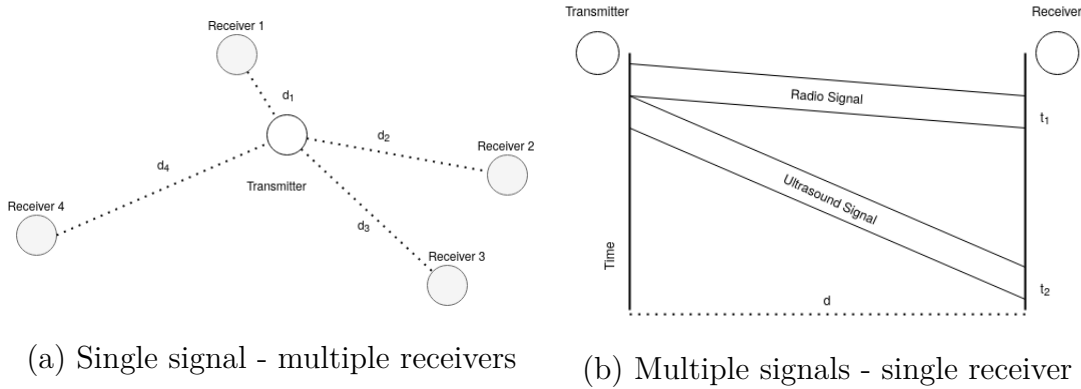 Receiver 1
d1
d2
Receiver 2
d4
Transmitter
Receiver 4
d3
Receiver 3
(a) Single signal - multiple receivers
Transmitter
Receiver
Radio Signal
t1
Ultrasound Signal
Time
t2
d
(b) Multiple signals - single receiver